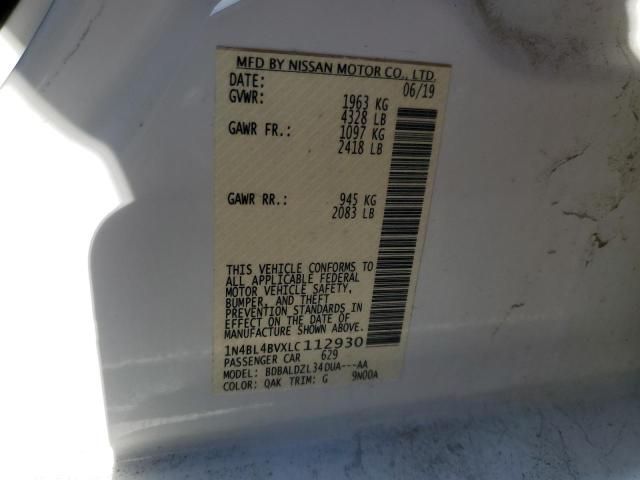 MFD BY NISSAN MOTOR CO., LTD.
DATE: 06/19
GVWR: 1963 KG
4328 LB
GAWR FR.: 1097 KG
2418 LB
GAWR RR.: 945 KG
2083 LB
THIS VEHICLE CONFORMS TO
ALL APPLICABLE FEDERAL
MOTOR VEHICLE SAFETY,
BUMPER, AND THEFT
PREVENTION STANDARDS IN
EFFECT ON THE DATE OF
MANUFACTURE SHOWN ABOVE.
1N4BL4BVXLC112930
PASSENGER CAR 629
MODEL: BDBALDZL34DUA---AA
COLOR: QAK TRIM: G 9N00A